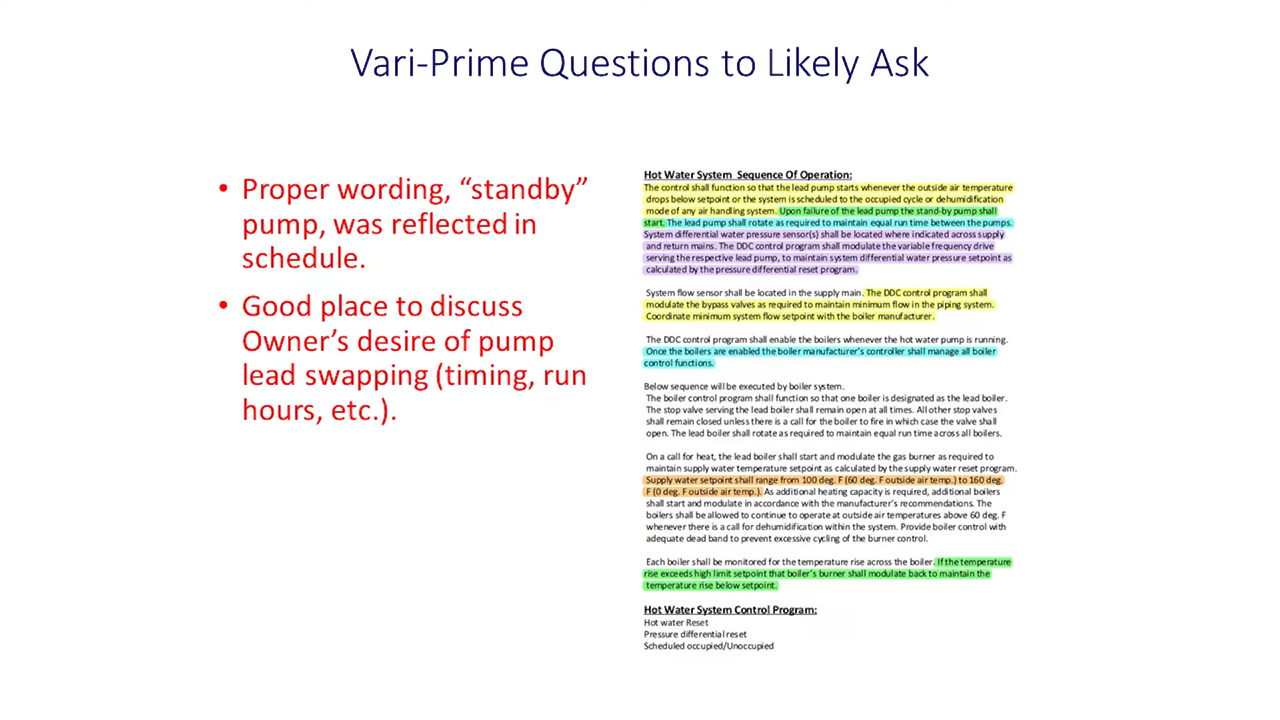 Vari-Prime Questions to Likely Ask
• Proper wording, “standby”
pump, was reflected in
schedule.
• Good place to discuss
Owner’s desire of pump
lead swapping (timing, run
hours, etc.).
Hot Water System Sequence Of Operation:
The control shall function so that the lead pump starts whenever the outside air temperature
drops below setpoint or the system is scheduled to the occupied cycle or dehumidification
mode of any air handling system. Upon failure of the lead pump the stand-by pump shall
start. The lead pump shall rotate as required to maintain equal run time between the pumps.
System differential water pressure sensor(s) shall be located where indicated across supply
and return mains. The DDC control program shall modulate the variable frequency drive
serving the respective lead pump, to maintain system differential water pressure setpoint as
calculated by the pressure differential reset program.
System flow sensor shall be located in the supply main. The DDC control program shall
modulate the bypass valves as required to maintain minimum flow in the piping system.
Coordinate minimum system flow setpoint with the boiler manufacturer.
The DDC control program shall enable the boilers whenever the hot water pump is running.
Once the boilers are enabled the boiler manufacturer’s controller shall manage all boiler
control functions.
Below sequence will be executed by boiler system.
The boiler control program shall function so that one boiler is designated as the lead boiler.
The stop valve serving the lead boiler shall remain open at all times. All other stop valves
shall remain closed unless there is a call for the boiler to fire in which case the valve shall
open. The lead boiler shall rotate as required to maintain equal run time across all boilers.
On a call for heat, the lead boiler shall start and modulate the gas burner as required to
maintain supply water temperature setpoint as calculated by the supply water reset program.
Supply water setpoint shall range from 100 deg. F (60 deg. F outside air temp.) to 160 deg.
F (0 deg. F outside air temp.). As additional heating capacity is required, additional boilers
shall start and modulate in accordance with the manufacturer’s recommendations. The
boilers shall be allowed to continue to operate at outside air temperatures above 60 deg. F
whenever there is a call for dehumidification within the system. Provide boiler control with
adequate dead band to prevent excessive cycling of the burner control.
Each boiler shall be monitored for the temperature rise across the boiler. If the temperature
rise exceeds high limit setpoint that boiler’s burner shall modulate back to maintain the
temperature rise below setpoint.
Hot Water System Control Program:
Hot water Reset
Pressure differential reset
Scheduled occupied/Unoccupied